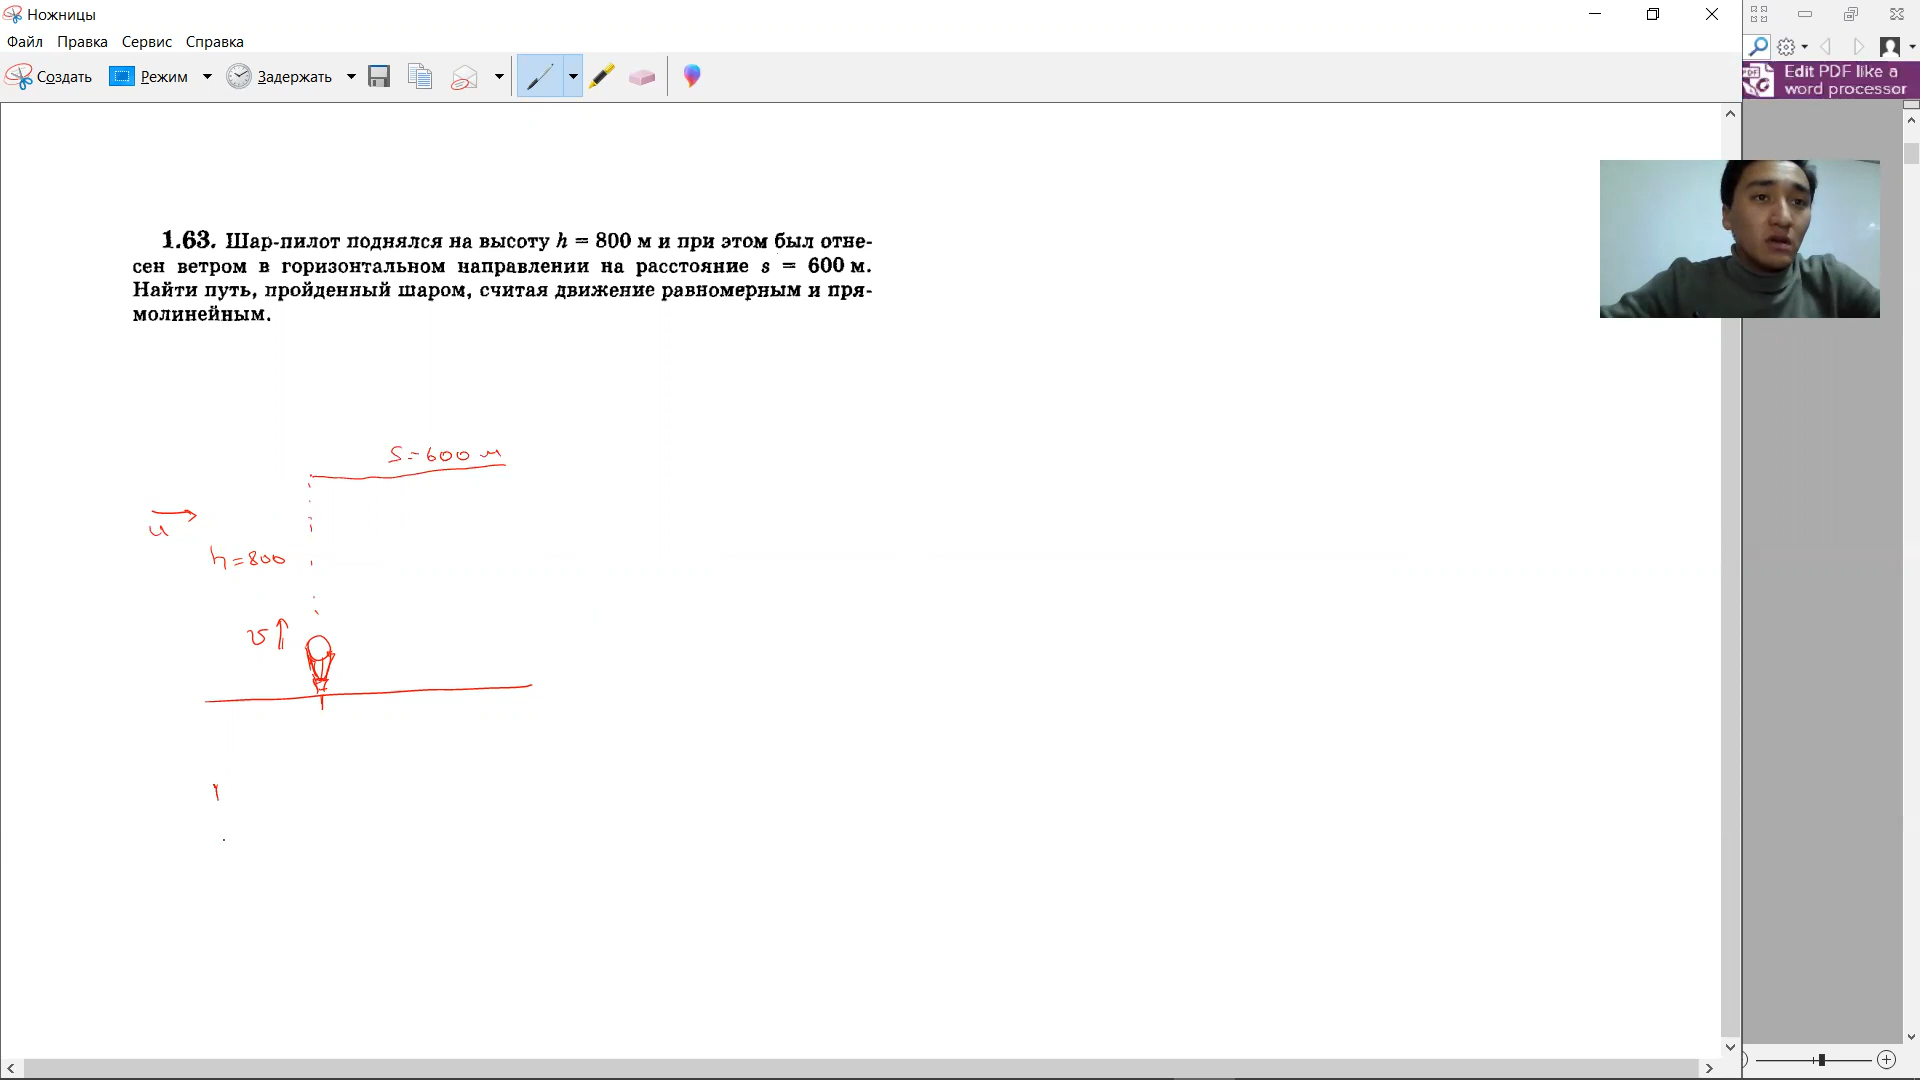 Ножницы
Файл Правка Сервис Справка
Создать Режим Задержать
Edit PDF like a
word processor
1.63. Шар-пилот поднялся на высоту h = 800 м и при этом был отне-
сен ветром в горизонтальном направлении на расстояние s = 600 м.
Найти путь, пройденный шаром, считая движение равномерным и пря-
молинейным.
S=600 м
u
h=800
v